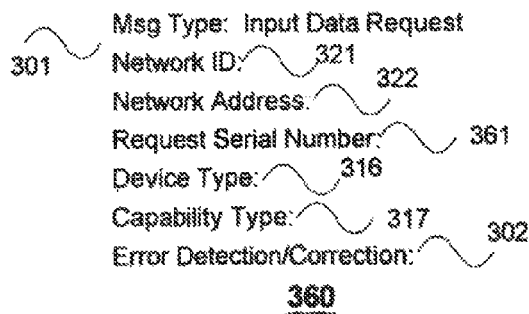 Msg Type: Input Data Request
301
Network ID: 321
Network Address: 322
Request Serial Number: 361
Device Type: 316
Capability Type: 317
Error Detection/Correction: 302
360